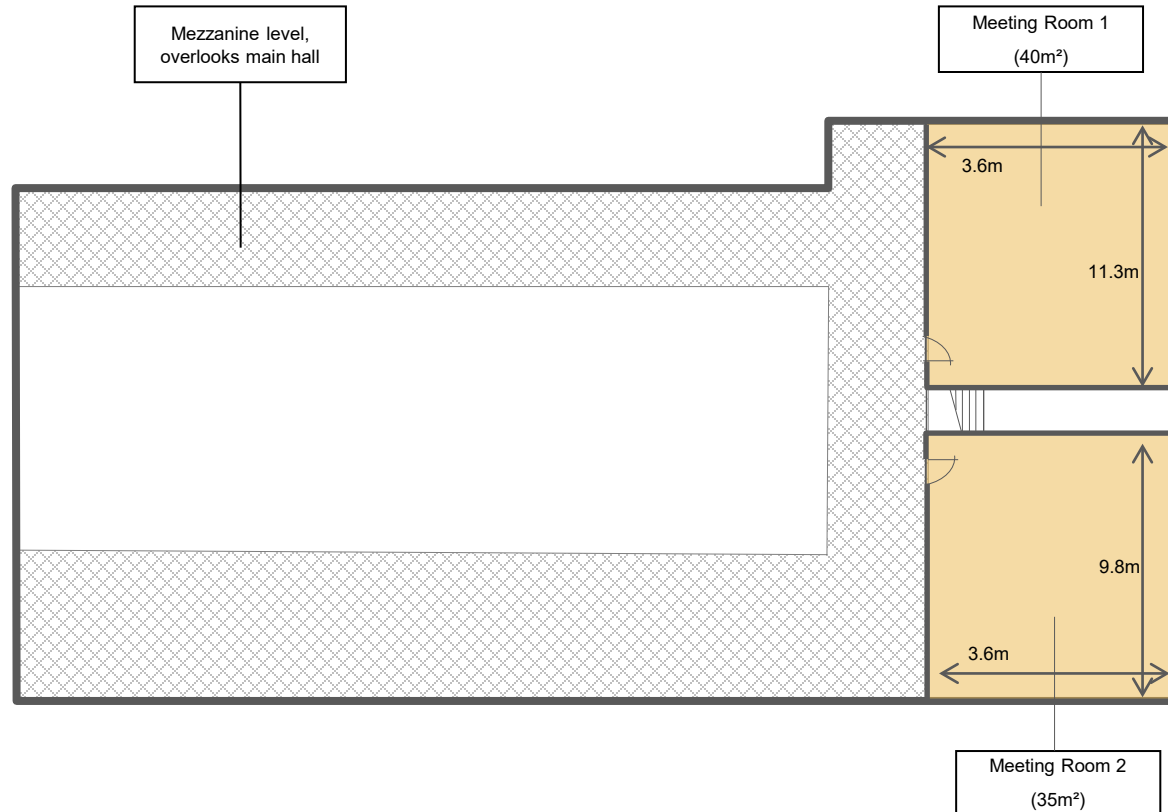 Mezzanine level,
overlooks main hall
Meeting Room 1
(40m²)
3.6m
11.3m
9.8m
3.6m
Meeting Room 2
(35m²)